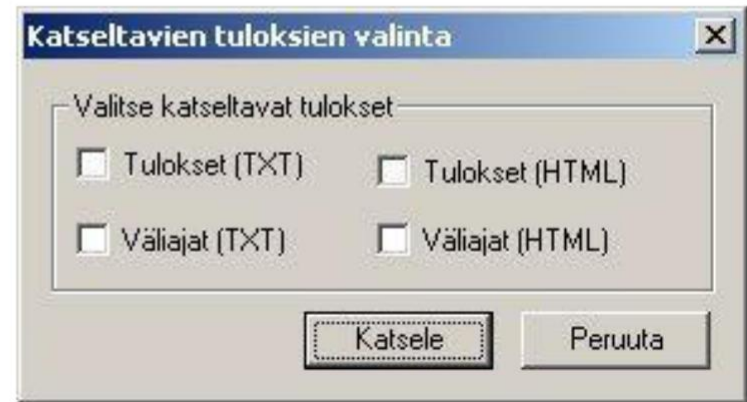 Katseltavien tuloksien valinta
Valitse katseltavat tulokset
Tulokset (TXT) Tulokset (HTML)
Väliajat (TXT) Väliajat (HTML)
Katsele Peruuta